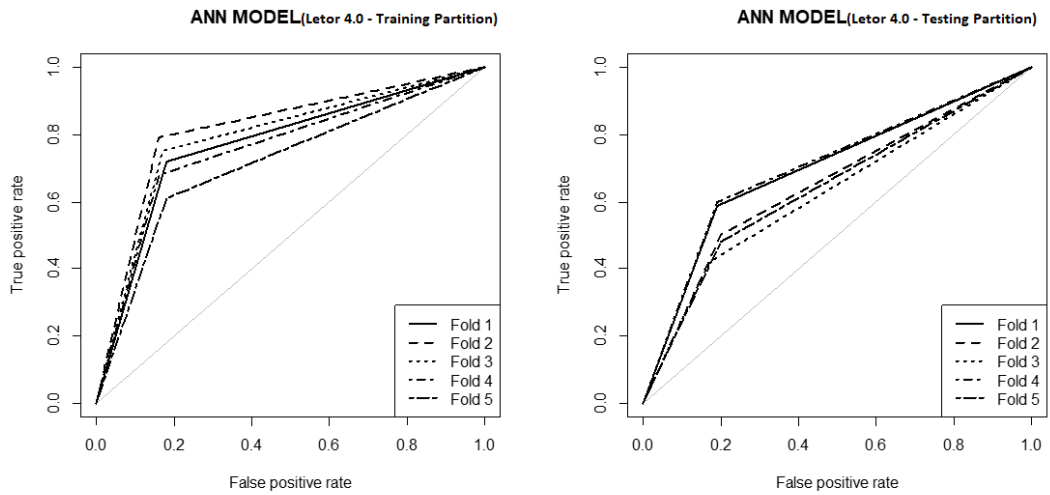 ANN MODEL(Letor 4.0 - Training Partition)
True positive rate
1.0
0.8
0.6
0.4
0.2
0.0
Fold 1
Fold 2
Fold 3
Fold 4
Fold 5
0.0 0.2 0.4 0.6 0.8 1.0
False positive rate
ANN MODEL(Letor 4.0 - Testing Partition)
True positive rate
1.0
0.8
0.6
0.4
0.2
0.0
Fold 1
Fold 2
Fold 3
Fold 4
Fold 5
0.0 0.2 0.4 0.6 0.8 1.0
False positive rate